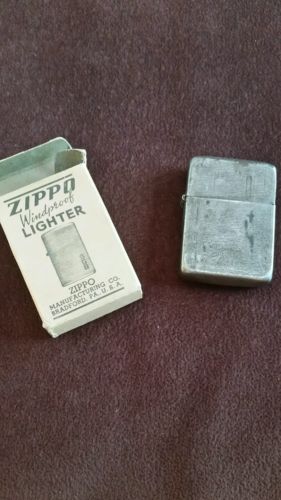 ZIPPO
Windproof
LIGHTER
ZIPPO
MANUFACTURING CO.
BRADFORD, PA. U.S.A.